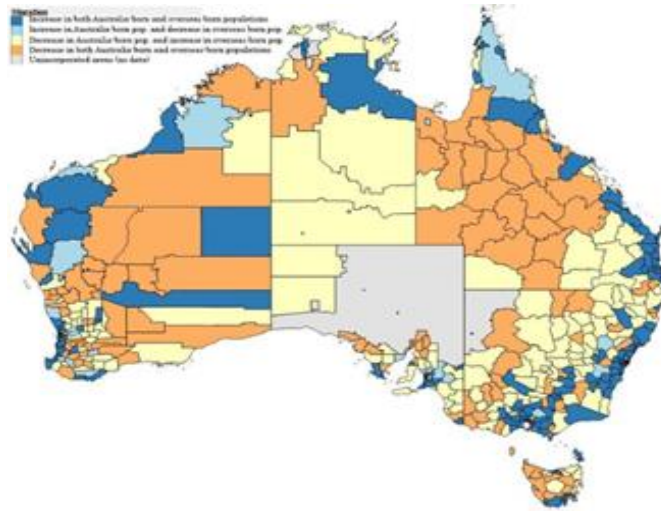 Increase in both Australia born and overseas born populations
Increase in Australia born pop. and decrease in overseas born pop.
Decrease in Australia born pop. and increase in overseas born pop.
Decrease in both Australia born and overseas born populations
Unincorporated areas (no data)